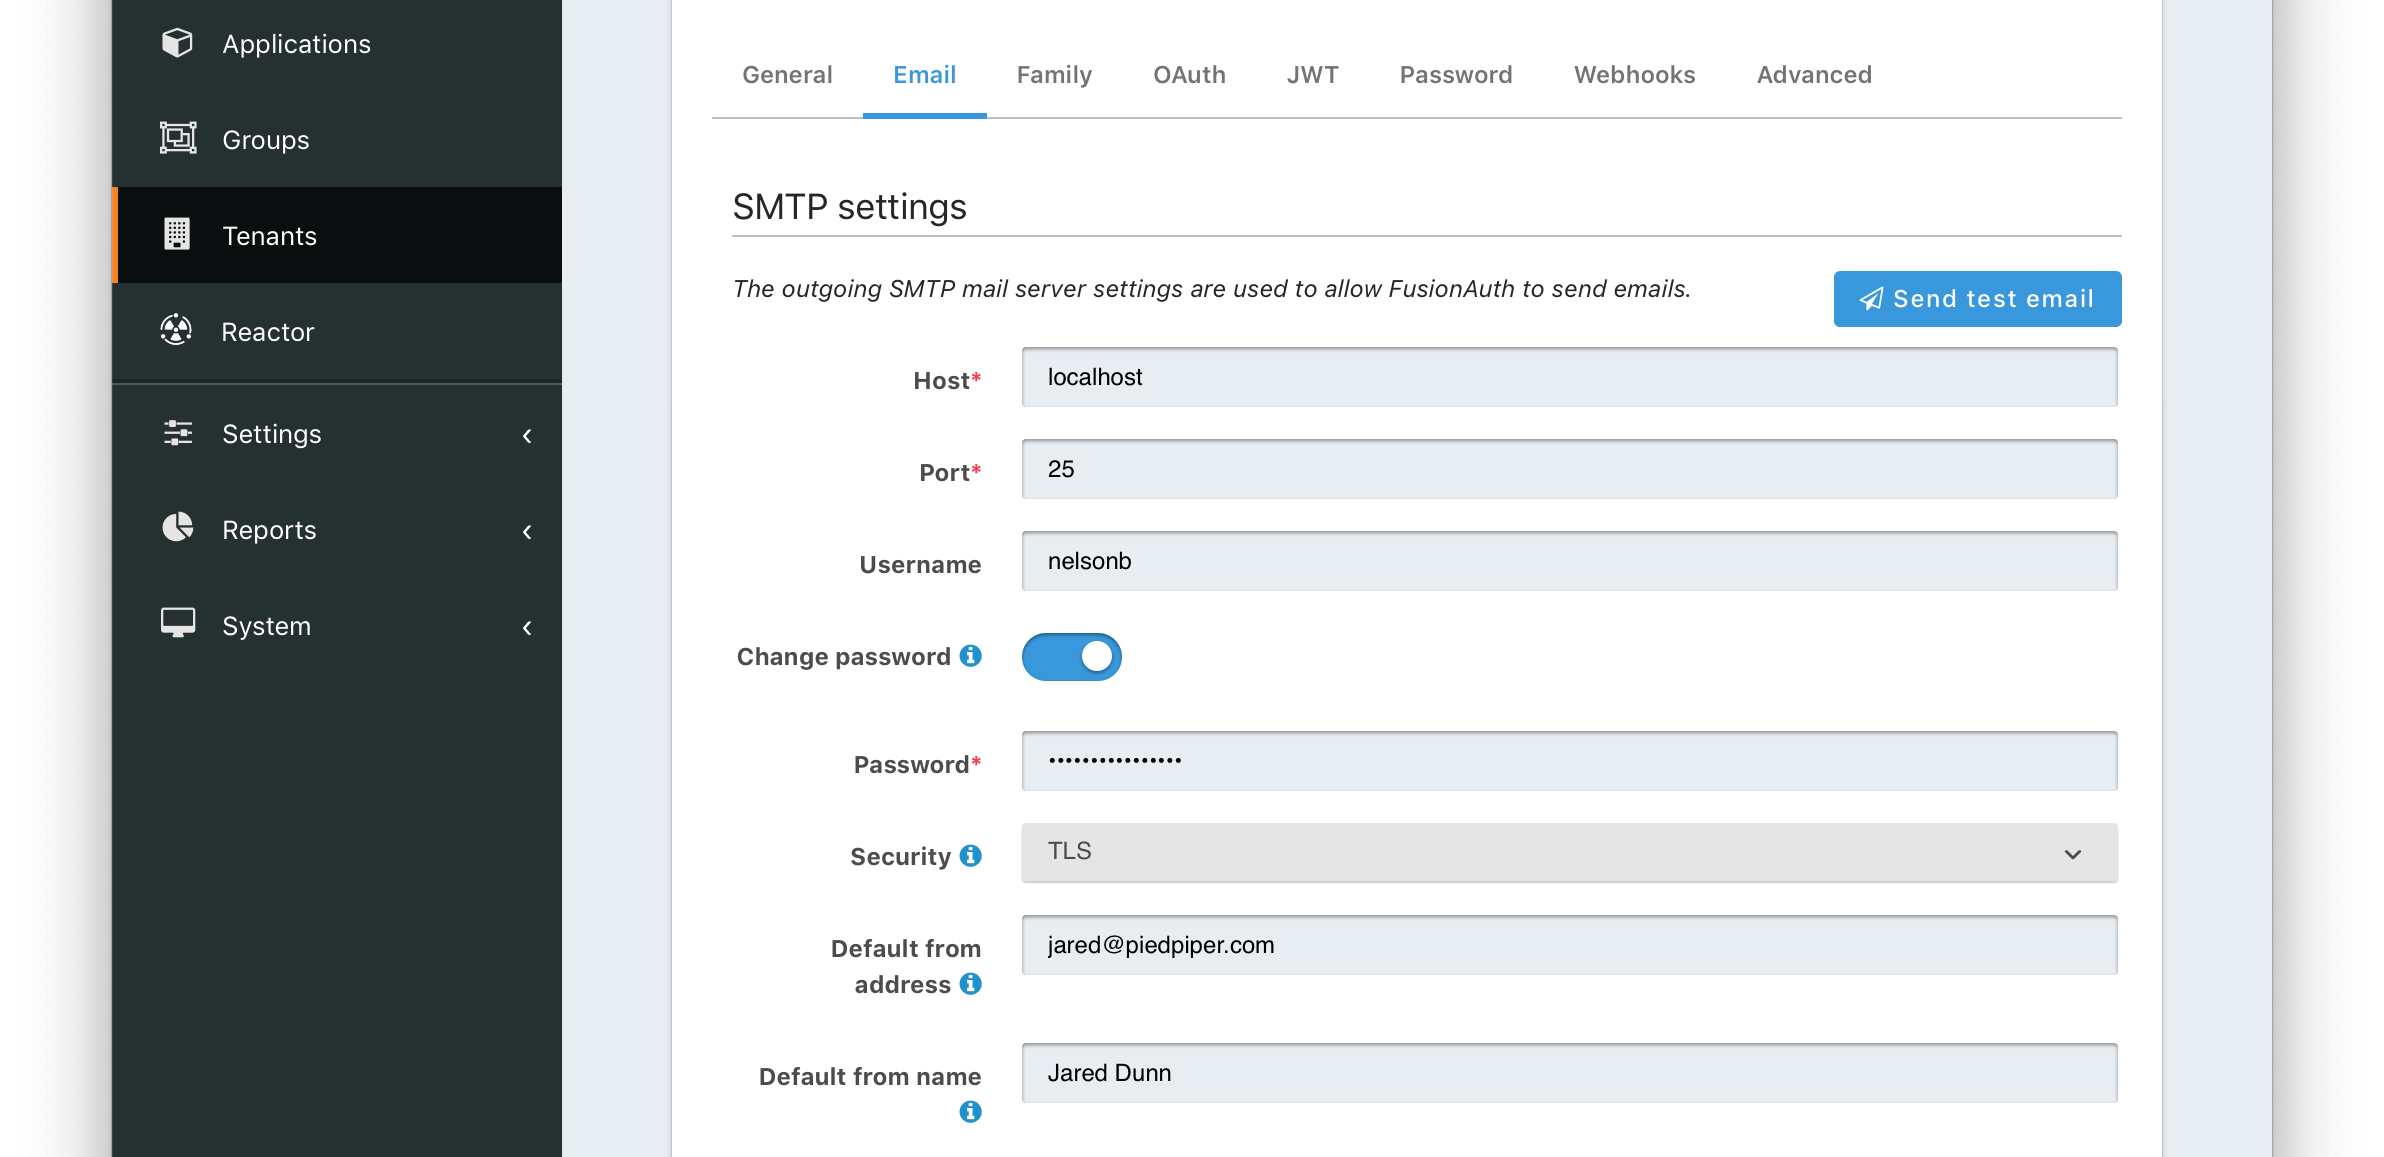 Applications
Groups
Tenants
Reactor
Settings
Reports
System
General Email Family OAuth JWT Password Webhooks Advanced
SMTP settings
The outgoing SMTP mail server settings are used to allow FusionAuth to send emails.
Send test email
Host* localhost
Port* 25
Username nelsonb
Change password
Password* ••••••••••••••••
Security TLS
Default from
address
jared@piedpiper.com
Default from name Jared Dunn